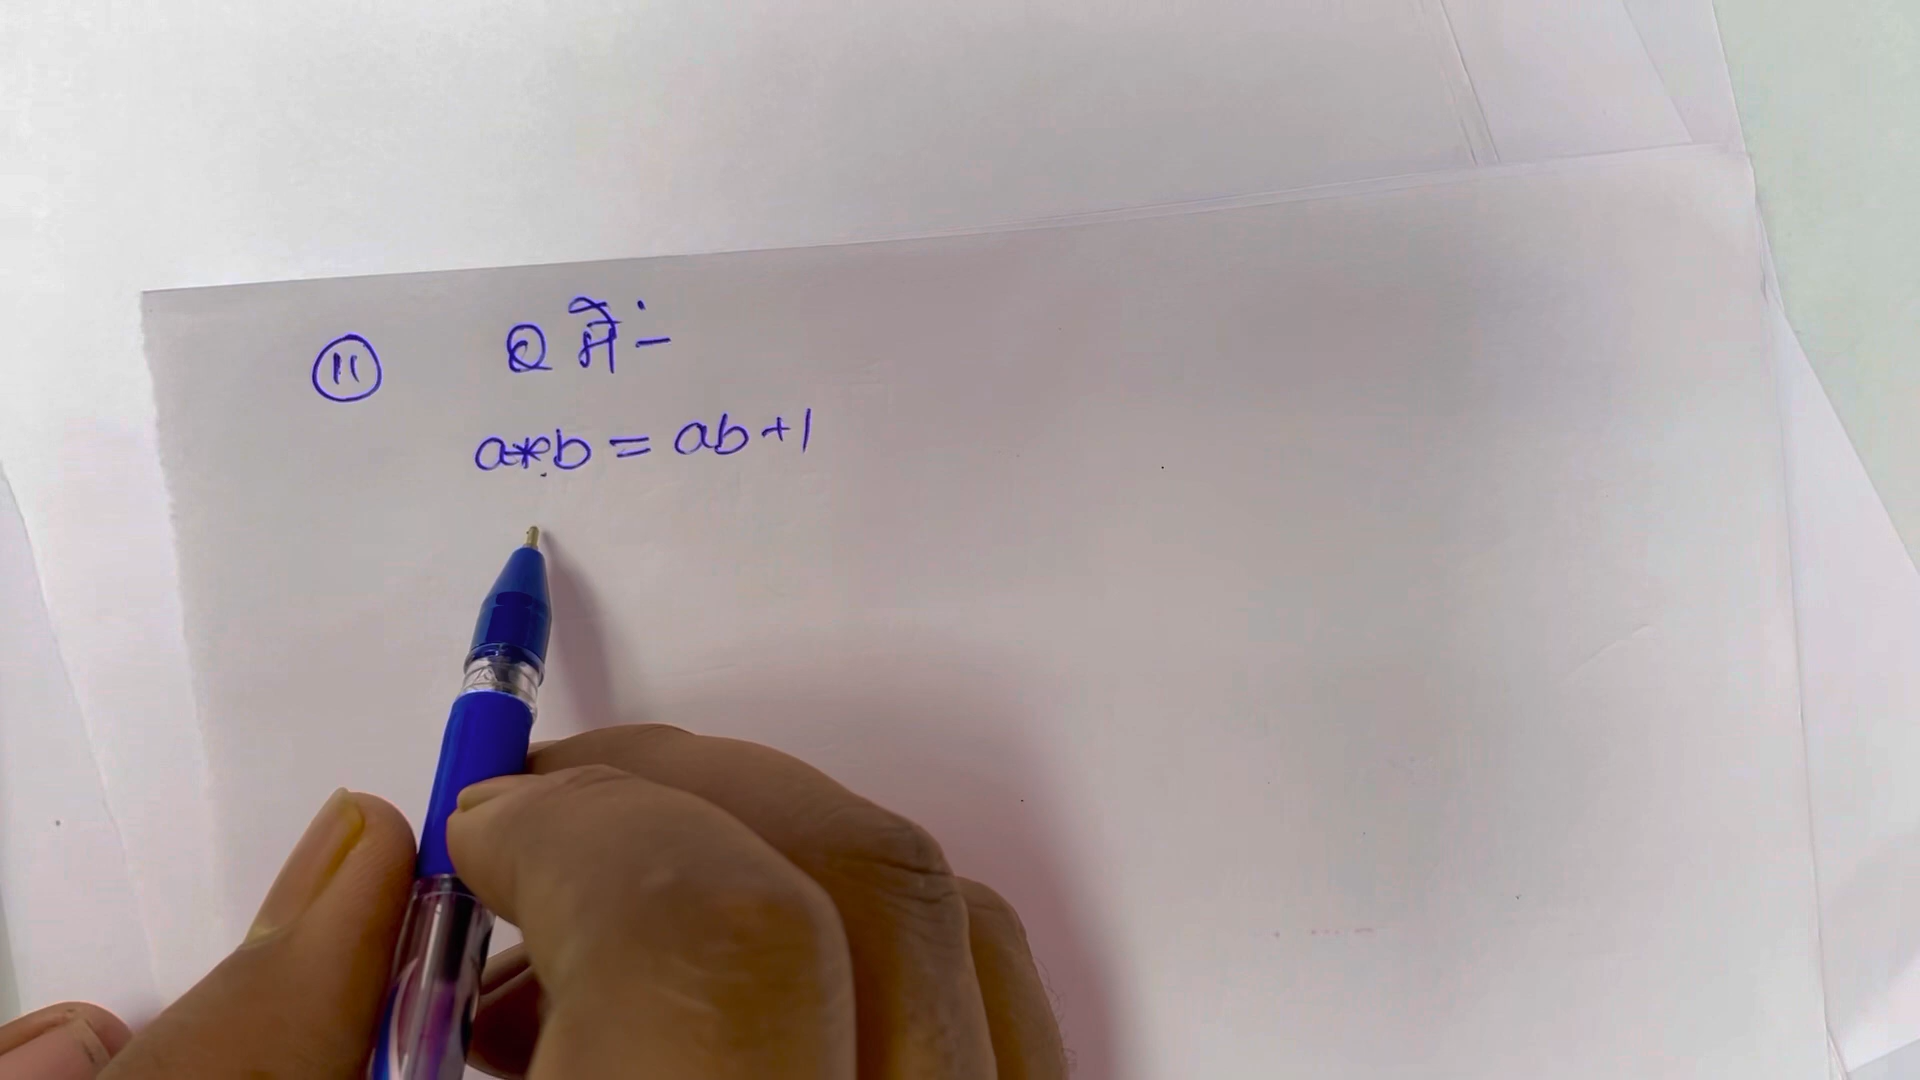 11 Q में :-
a*b = ab+1